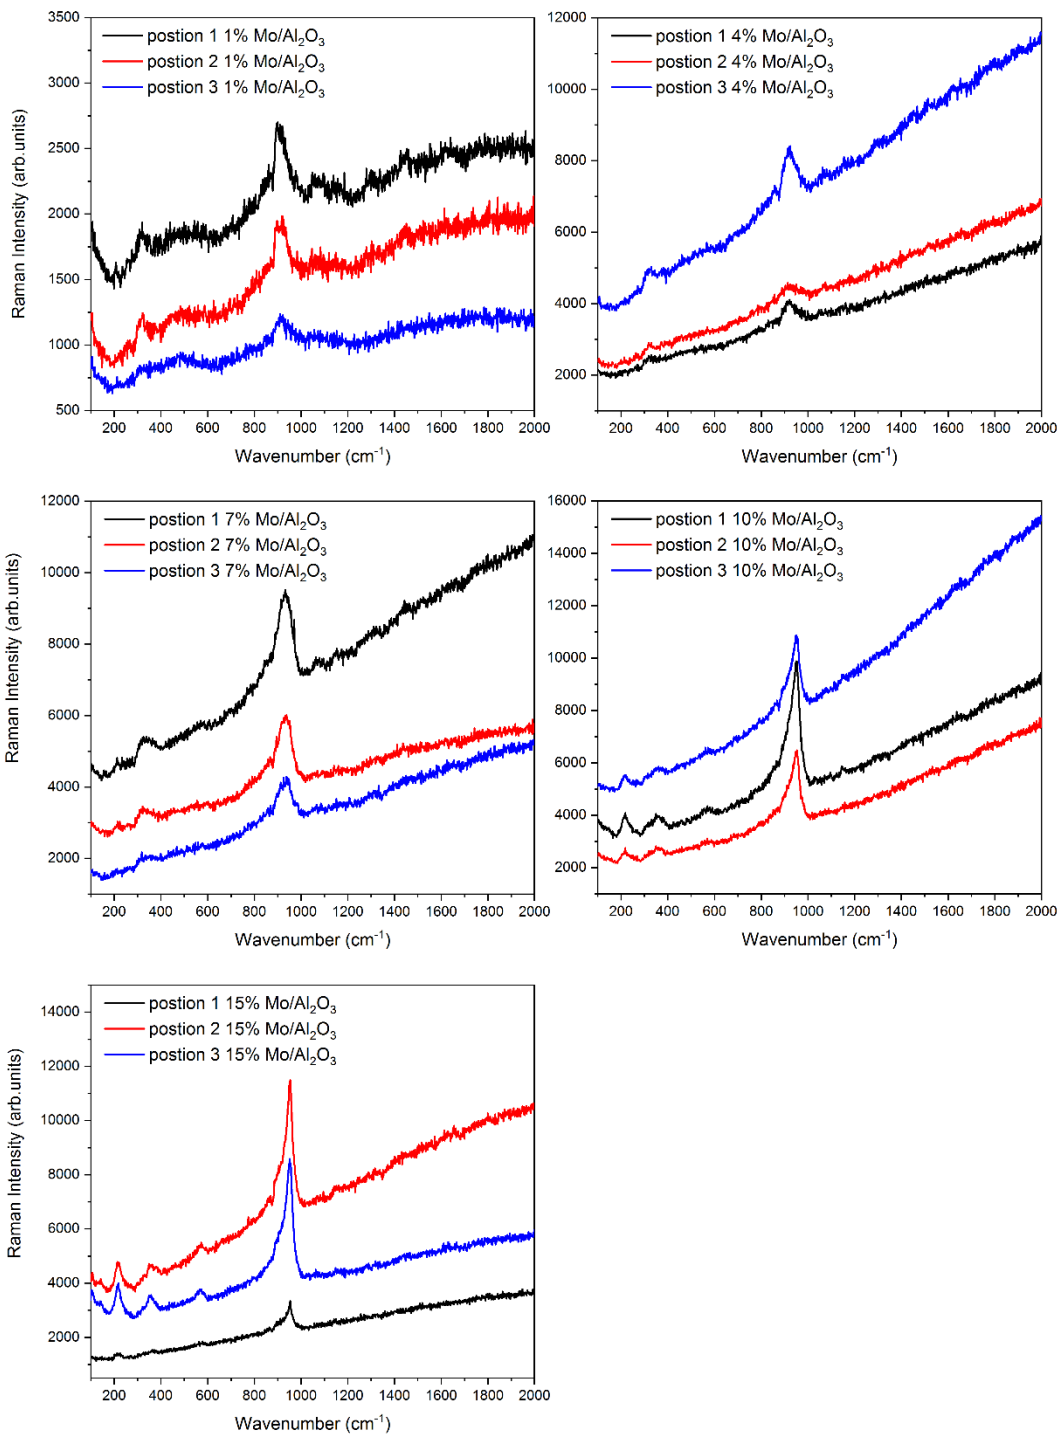 3500
3000
2500
2000
1500
1000
500
Raman Intensity (arb.units)
postion 1 1% Mo/Al₂O₃
postion 2 1% Mo/Al₂O₃
postion 3 1% Mo/Al₂O₃
200 400 600 800 1000 1200 1400 1600 1800 2000
Wavenumber (cm⁻¹)
12000
10000
8000
6000
4000
2000
postion 1 4% Mo/Al₂O₃
postion 2 4% Mo/Al₂O₃
postion 3 4% Mo/Al₂O₃
200 400 600 800 1000 1200 1400 1600 1800 2000
Wavenumber (cm⁻¹)
12000
10000
8000
6000
4000
2000
Raman Intensity (arb.units)
postion 1 7% Mo/Al₂O₃
postion 2 7% Mo/Al₂O₃
postion 3 7% Mo/Al₂O₃
200 400 600 800 1000 1200 1400 1600 1800 2000
Wavenumber (cm⁻¹)
16000
14000
12000
10000
8000
6000
4000
2000
postion 1 10% Mo/Al₂O₃
postion 2 10% Mo/Al₂O₃
postion 3 10% Mo/Al₂O₃
200 400 600 800 1000 1200 1400 1600 1800 2000
Wavenumber (cm⁻¹)
14000
12000
10000
8000
6000
4000
2000
Raman Intensity (arb.units)
postion 1 15% Mo/Al₂O₃
postion 2 15% Mo/Al₂O₃
postion 3 15% Mo/Al₂O₃
200 400 600 800 1000 1200 1400 1600 1800 2000
Wavenumber (cm⁻¹)